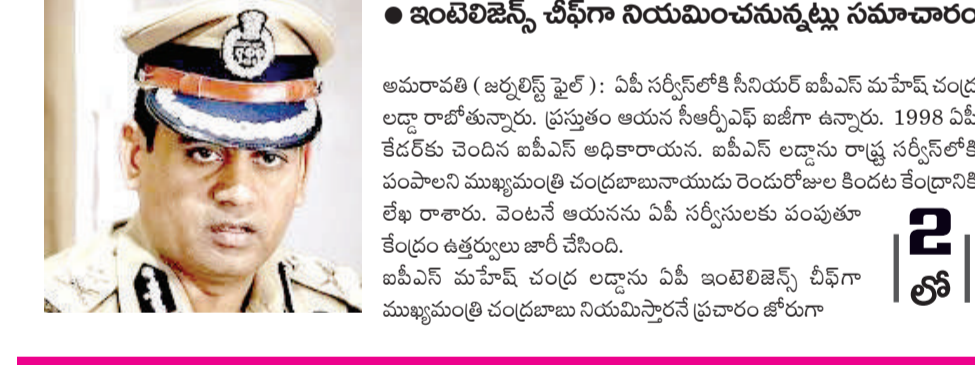 ● ఇంటెలిజెన్స్ చీఫ్‌గా నియమించనున్నట్లు సమాచారం
అమరావతి ( జర్నలిస్ట్ ఫైల్ ) : ఏపీ సర్వీస్‌లోకి సీనియర్ ఐపీఎస్ మహేష్ చంద్ర
లడ్డా రాబోతున్నారు. ప్రస్తుతం ఆయన సీఆర్పీఎఫ్ ఐజీగా ఉన్నారు. 1998 ఏపీ
కేడర్‌కు చెందిన ఐపీఎస్ అధికారాయన. ఐపీఎస్ లడ్డాను రాష్ట్ర సర్వీస్‌లోకి
పంపాలని ముఖ్యమంత్రి చంద్రబాబునాయుడు రెండురోజుల కిందట కేంద్రానికి
లేఖ రాశారు. వెంటనే ఆయనను ఏపీ సర్వీసులకు పంపుతూ
కేంద్రం ఉత్తర్వులు జారీ చేసింది.
ఐపీఎస్ మహేష్ చంద్ర లడ్డాను ఏపీ ఇంటెలిజెన్స్ చీఫ్‌గా
ముఖ్యమంత్రి చంద్రబాబు నియమిస్తారనే ప్రచారం జోరుగా
2
లో